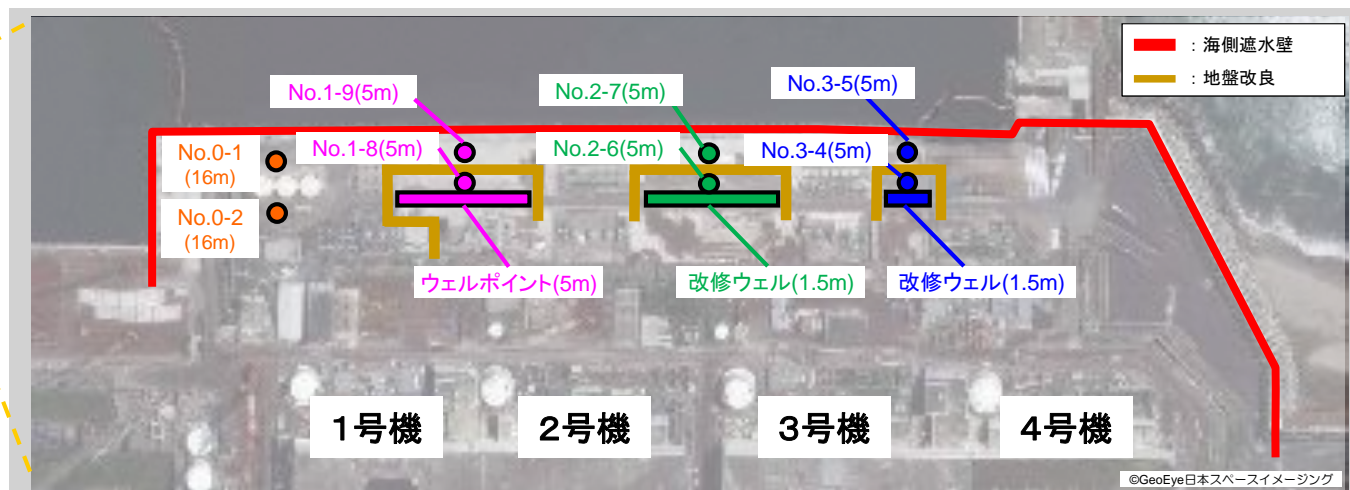 ：海側遮水壁
：地盤改良
No.1-9(5m)
No.2-7(5m)
No.3-5(5m)
No.0-1
(16m)
No.1-8(5m)
No.2-6(5m)
No.3-4(5m)
No.0-2
(16m)
ウェルポイント(5m)
改修ウェル(1.5m)
改修ウェル(1.5m)
1号機
2号機
3号機
4号機
©GeoEye日本スペースイメージング